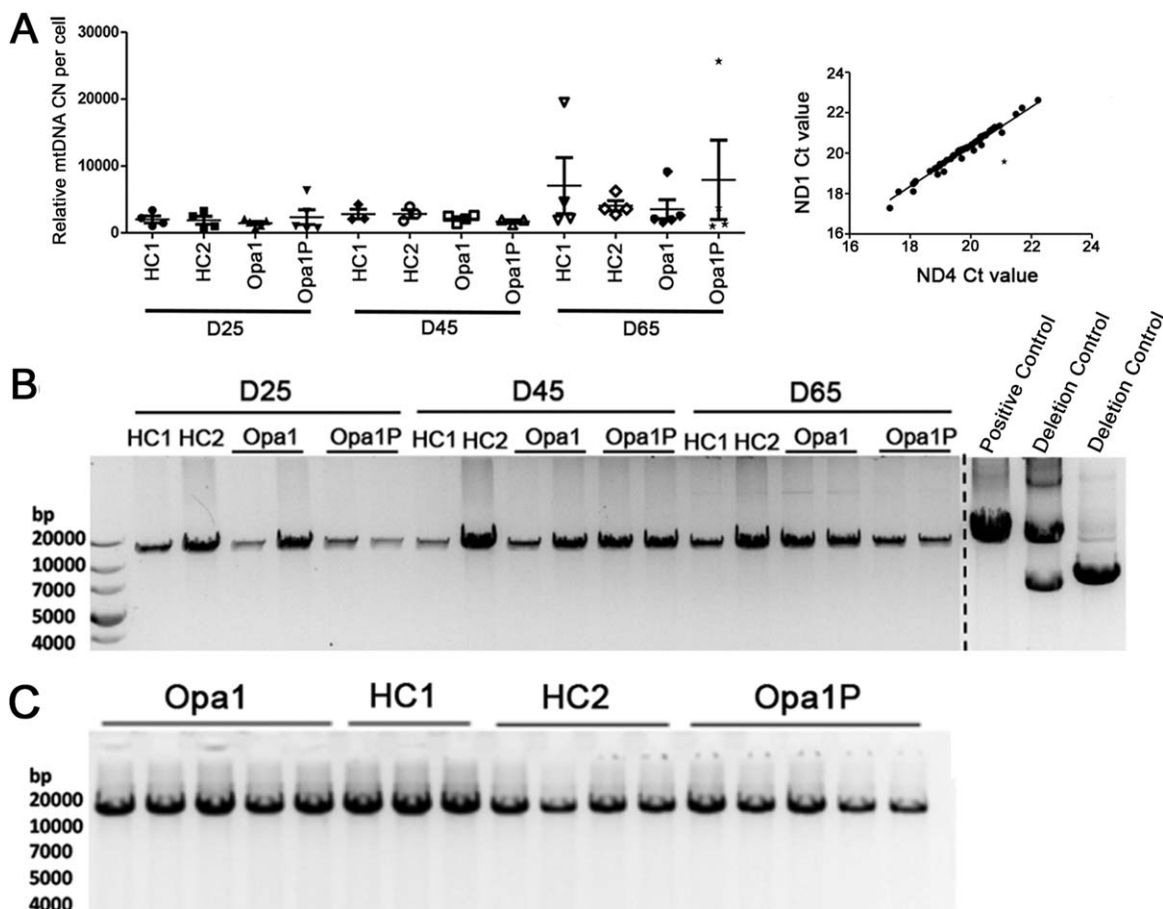 A
30000
20000
10000
0
Relative mtDNA CN per cell
HC1 HC2 Opa1 Opa1P HC1 HC2 Opa1 Opa1P HC1 HC2 Opa1 Opa1P
D25 D45 D65
24
22
20
18
16
ND1 Ct value
16 18 20 22 24
ND4 Ct value
B
D25 D45 D65
Positive Control
Deletion Control
Deletion Control
HC1 HC2 Opa1 Opa1P HC1 HC2 Opa1 Opa1P HC1 HC2 Opa1 Opa1P
bp
20000
10000
7000
5000
4000
C
Opa1 HC1 HC2 Opa1P
bp
20000
10000
7000
5000
4000